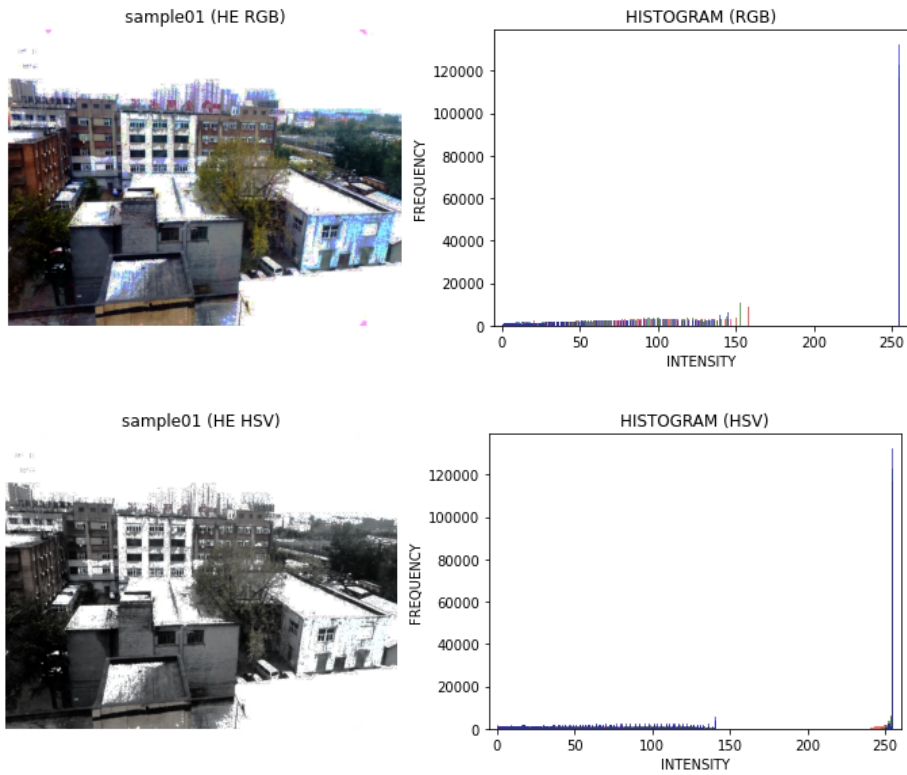 sample01 (HE RGB)
HISTOGRAM (RGB)
120000
100000
80000
60000
40000
20000
0
FREQUENCY
0 50 100 150 200 250
INTENSITY
sample01 (HE HSV)
HISTOGRAM (HSV)
120000
100000
80000
60000
40000
20000
0
FREQUENCY
0 50 100 150 200 250
INTENSITY